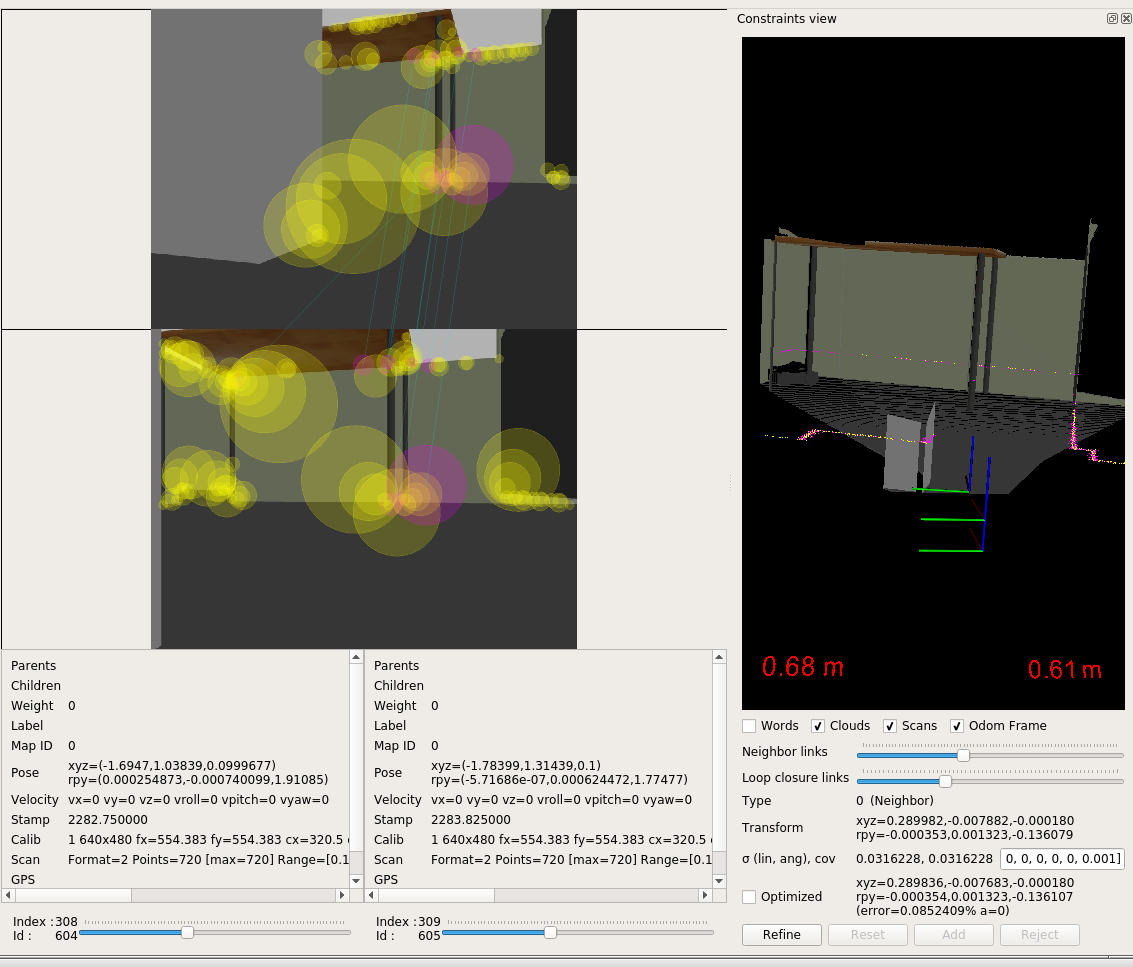 Constraints view
0.68 m
0.61 m
Words
Clouds
Scans
Odom Frame
Neighbor links
Loop closure links
Type 0 (Neighbor)
Transform xyz=0.289982,-0.007882,-0.000180
rpy=-0.000353,0.001323,-0.136079
σ (lin, ang), cov 0.0316228, 0.0316228 0, 0, 0, 0, 0, 0.001]
Optimized xyz=0.289836,-0.007683,-0.000180
rpy=-0.000354,0.001323,-0.136107
(error=0.0852409% a=0)
Refine Reset Add Reject
Parents
Children
Weight 0
Label
Map ID 0
Pose xyz=(-1.6947,1.03839,0.0999677)
rpy=(0.000254873,-0.000740099,1.91085)
Velocity vx=0 vy=0 vz=0 vroll=0 vpitch=0 vyaw=0
Stamp 2282.750000
Calib 1 640x480 fx=554.383 fy=554.383 cx=320.5
Scan Format=2 Points=720 [max=720] Range=[0.1
GPS
Index : 308
Id : 604
Parents
Children
Weight 0
Label
Map ID 0
Pose xyz=(-1.78399,1.31439,0.1)
rpy=(-5.71686e-07,0.000624472,1.77477)
Velocity vx=0 vy=0 vz=0 vroll=0 vpitch=0 vyaw=0
Stamp 2283.825000
Calib 1 640x480 fx=554.383 fy=554.383 cx=320.5
Scan Format=2 Points=720 [max=720] Range=[0.1
GPS
Index : 309
Id : 605